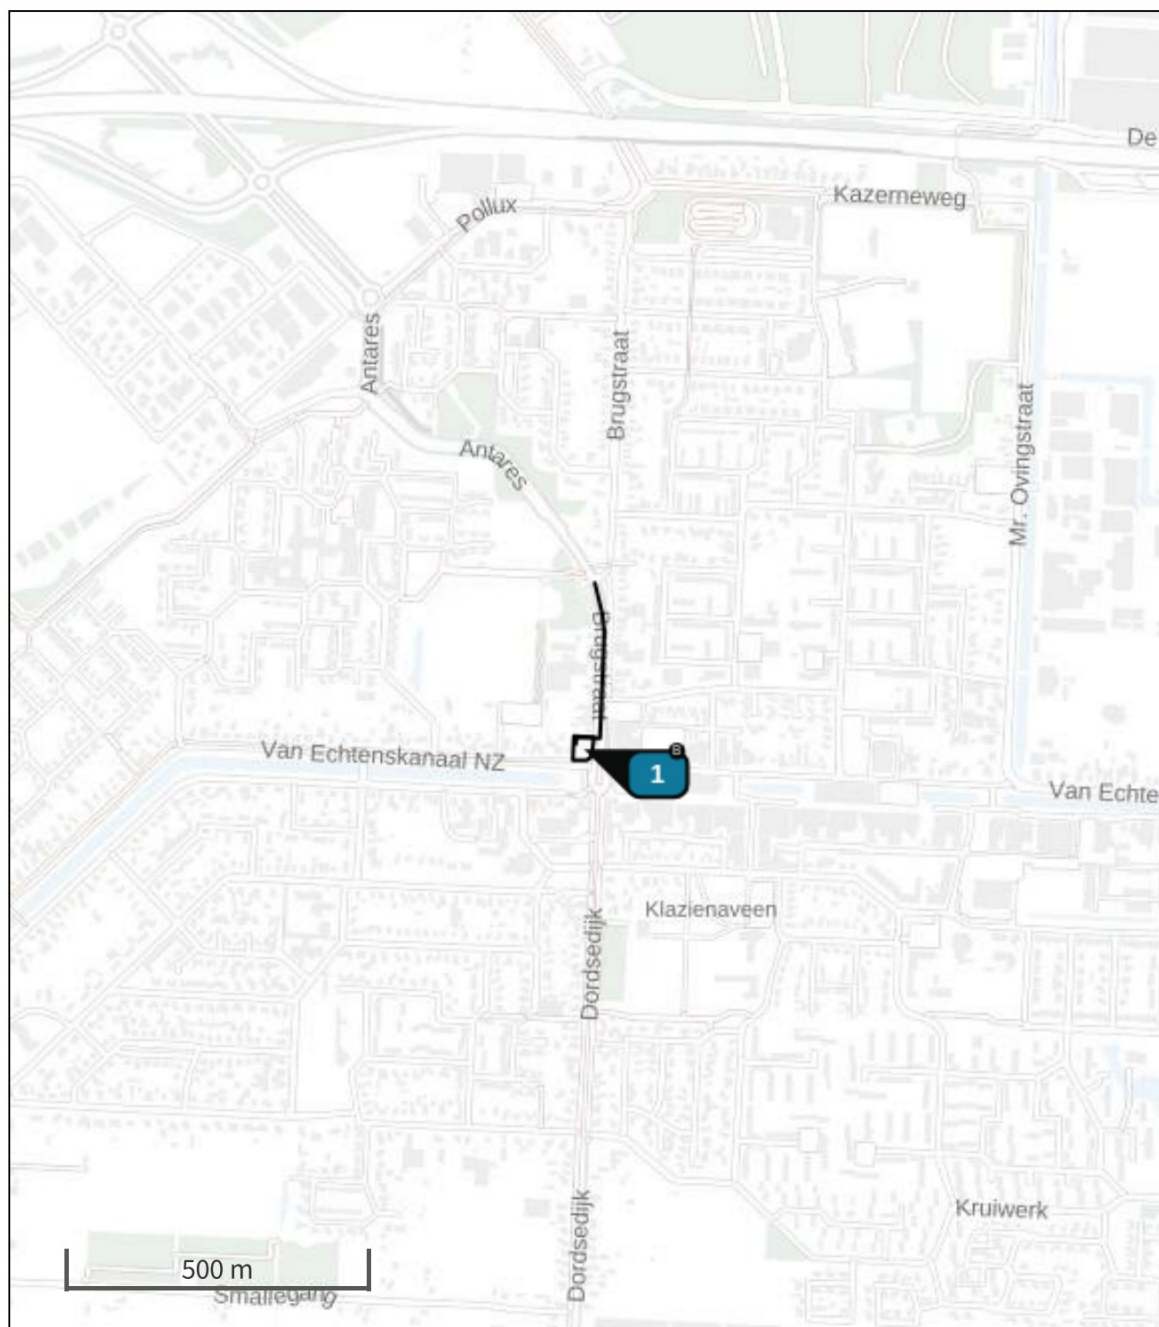 De
Kazerneweg
Pollux
Antares
Brugstraat
Mr. Ovingstraat
Antares
Brugstraat
Van Echtenskanaal NZ
B
1
Van Echte
Klazienaveen
Dordsedijk
Kruiwerk
Dordsedijk
500 m
Smallegang